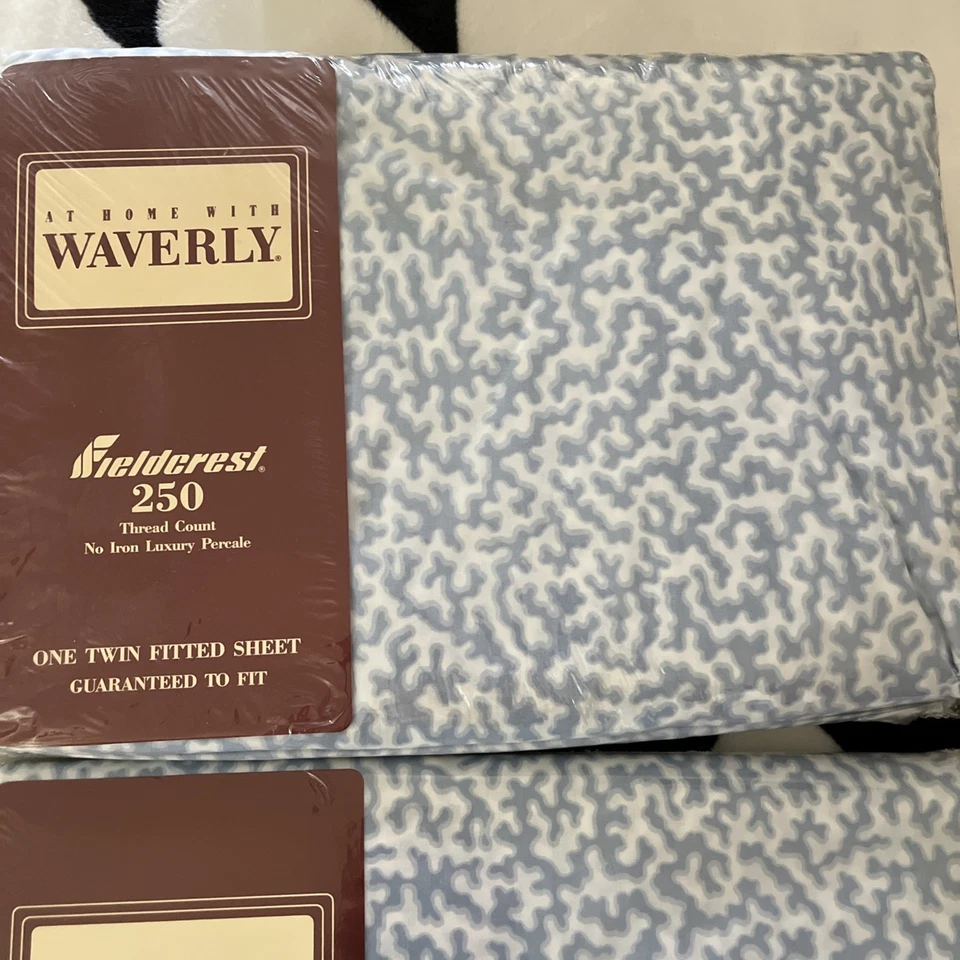 AT HOME WITH
WAVERLY®
Fieldcrest®
250
Thread Count
No Iron Luxury Percale
ONE TWIN FITTED SHEET
GUARANTEED TO FIT